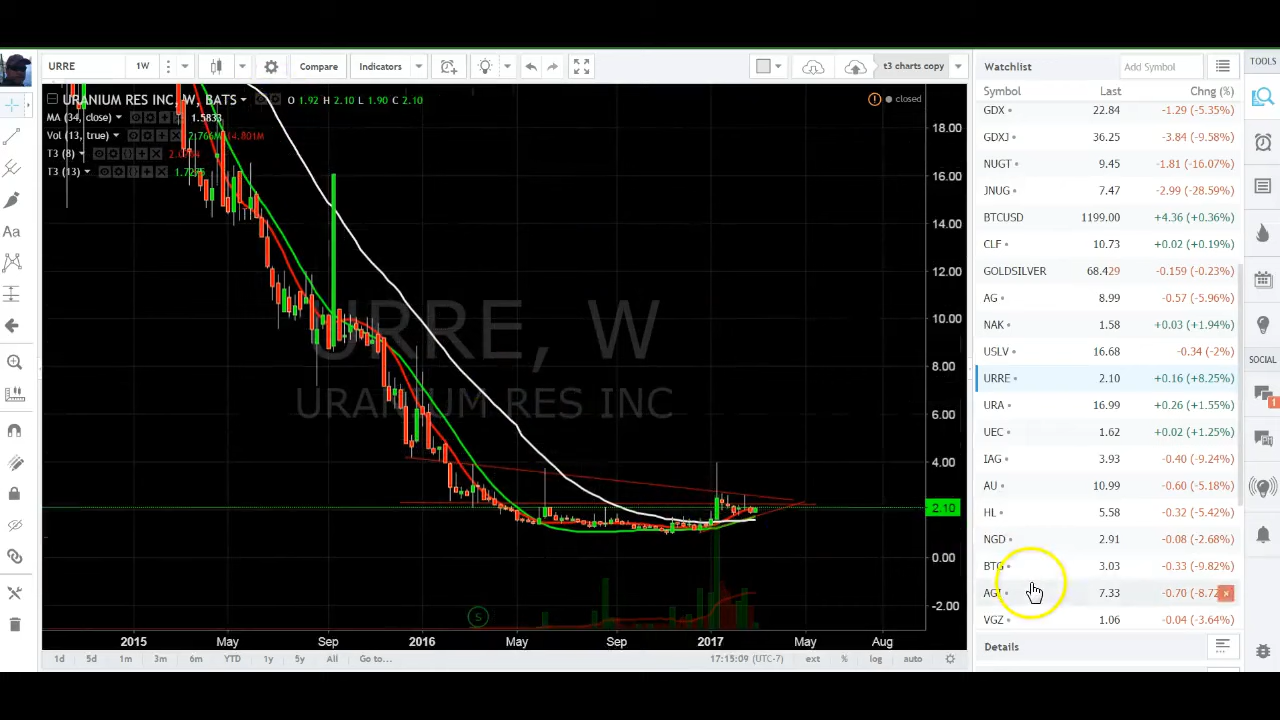 URRE 1W Compare Indicators t3 charts copy Watchlist Add Symbol TOOLS
Symbol Last Chng (%)
URANIUM RES INC, W, BATS O 1.92 H 2.10 L 1.90 C 2.10 closed
MA (34, close) 1.5833
Vol (13, true) 2.766M
T3 (8)
T3 (13)
URRE, W
URANIUM RES INC
18.00
16.00
14.00
12.00
10.00
8.00
6.00
4.00
2.10
0.00
-2.00
S
2015 May Sep 2016 May Sep 2017 May Aug
1d 5d 1m 3m 6m YTD 1y 5y All Go to... 17:15:09 (UTC-7) ext % log auto
GDX 22.84 -1.29 (-5.35%)
GDXJ 36.25 -3.84 (-9.58%)
NUGT 9.45 -1.81 (-16.07%)
JNUG 7.47 -2.99 (-28.59%)
BTCUSD 1199.00 +4.36 (+0.36%)
CLF 10.73 +0.02 (+0.19%)
GOLDSILVER 68.429 -0.159 (-0.23%)
G 8.99 -0.57 (-5.96%)
NAK 1.58 +0.03 (+1.94%)
USLV 16.68 -0.34 (-2%)
URRE 2.10 +0.16 (+8.25%)
URA +0.26 (+1.55%)
UEC 1.62 +0.02 (+1.25%)
IAG 3.93 -0.40 (-9.24%)
AU 10.99 -0.60 (-5.18%)
HL 5.58 -0.32 (-5.42%)
NGD 2.91 -0.08 (-2.68%)
BTG 3.03 -0.33 (-9.82%)
7.33 -0.70 (-8.72
VGZ 1.06 -0.04 (-3.64%)
Details
SOCIAL
1